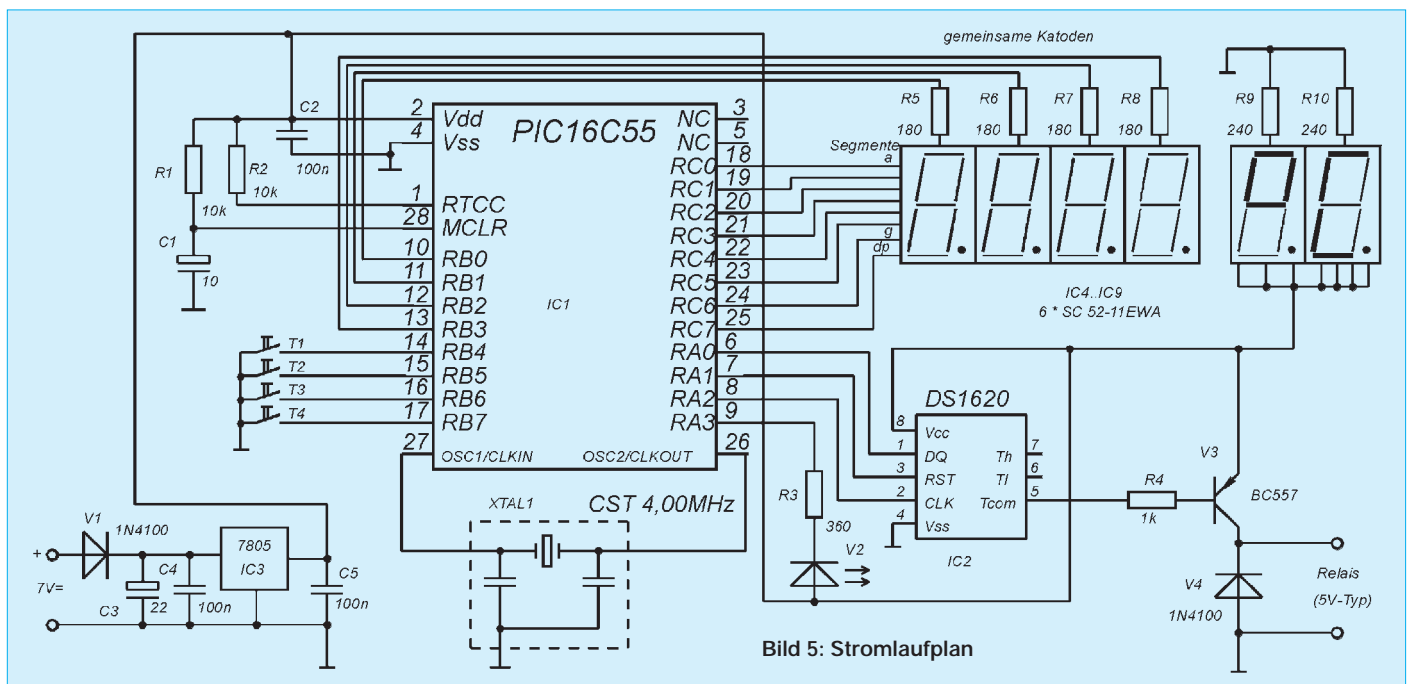 gemeinsame Katoden
C2
100n
R1
10k
R2
10k
C1
10
2
Vdd
4
Vss
PIC16C55
1
RTCC
28
MCLR
10
RB0
11
RB1
12
RB2
13
RB3
14
RB4
15
RB5
16
RB6
17
RB7
27
OSC1/CLKIN
OSC2/CLKOUT
26
IC1
NC
3
NC
5
RC0
18
RC1
19
RC2
20
RC3
21
RC4
22
RC5
23
RC6
24
RC7
25
RA0
6
RA1
7
RA2
8
RA3
9
T1
T2
T3
T4
R5
180
R6
180
R7
180
R8
180
R9
240
R10
240
Segmente
a
g
dp
IC4..IC9
6 * SC 52-11EWA
DS1620
8
Vcc
1
DQ
3
RST
2
CLK
4
Vss
Th
7
Tl
6
Tcom
5
IC2
R3
360
V2
R4
1k
V3
BC557
V4
1N4100
Relais
(5V-Typ)
XTAL1
CST 4,00MHz
V1
1N4100
+
7V=
C3
22
C4
100n
7805
IC3
C5
100n
Bild 5: Stromlaufplan